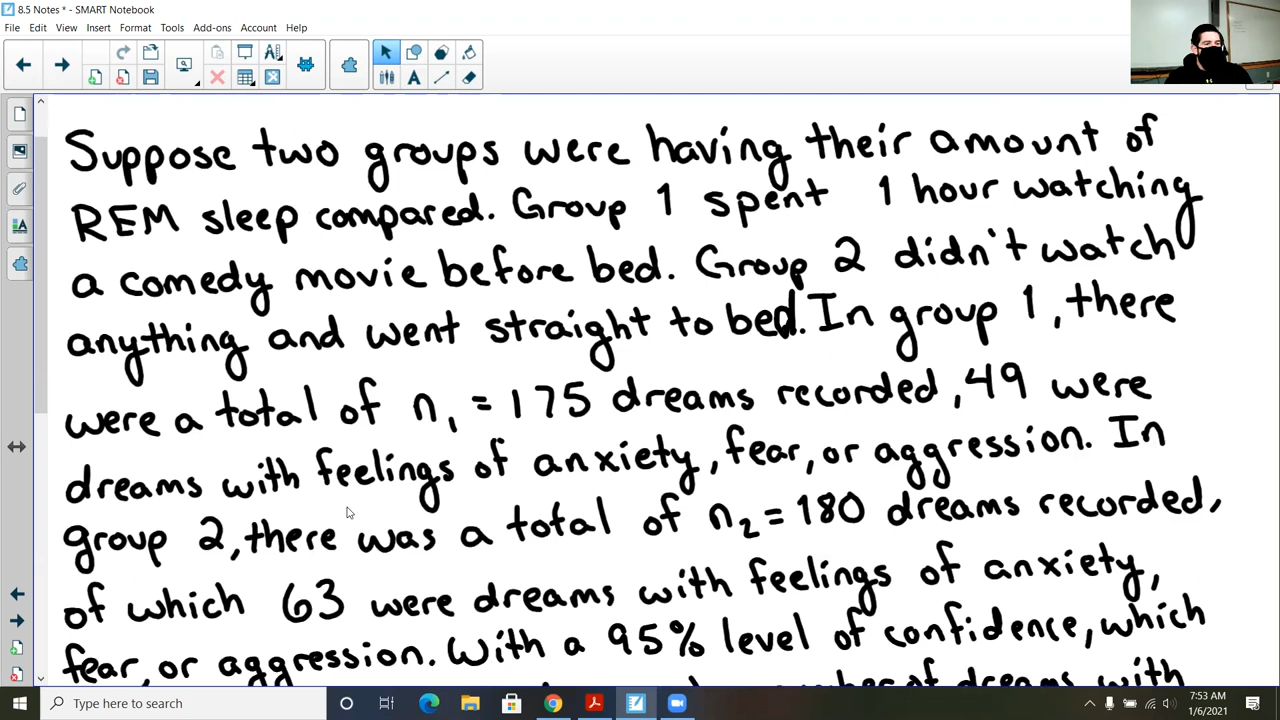 8.5 Notes * - SMART Notebook
File Edit View Insert Format Tools Add-ons Account Help
Suppose two groups were having their amount of
REM sleep compared. Group 1 spent 1 hour watching
a comedy movie before bed. Group 2 didn't watch
anything and went straight to bed. In group 1, there
were a total of n₁ = 175 dreams recorded, 49 were
dreams with feelings of anxiety, fear, or aggression. In
group 2, there was a total of n₂ = 180 dreams recorded,
of which 63 were dreams with feelings of anxiety,
fear, or aggression. With a 95% level of confidence, which
number of dreams with
Type here to search
7:53 AM
1/6/2021